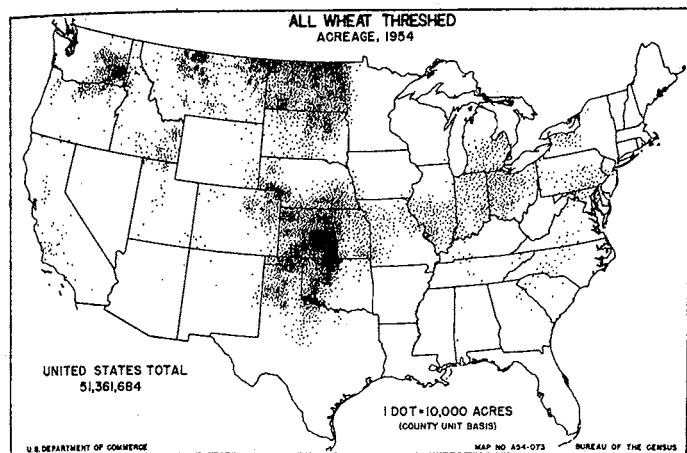 ALL WHEAT THRESHED
ACREAGE, 1954
UNITED STATES TOTAL
51,361,684
1 DOT=10,000 ACRES
(COUNTY UNIT BASIS)
U.S. DEPARTMENT OF COMMERCE
MAP NO A54-073
BUREAU OF THE CENSUS